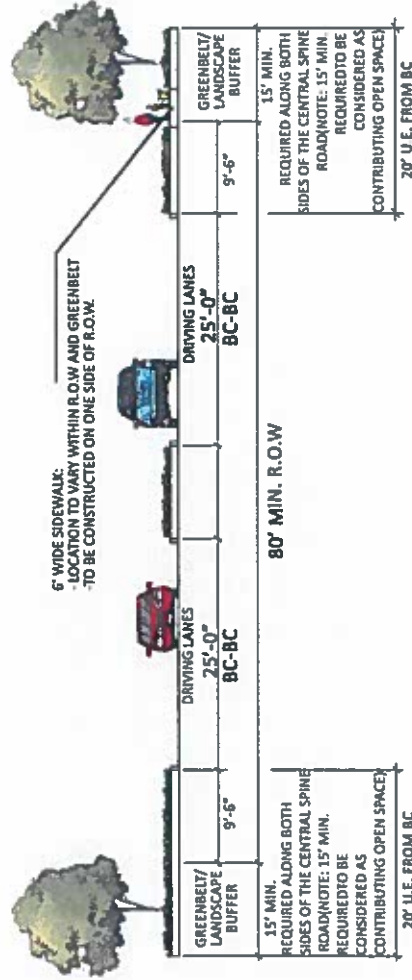 6' WIDE SIDEWALK:
- LOCATION TO VARY WITHIN R.O.W AND GREENBELT
-TO BE CONSTRUCTED ON ONE SIDE OF R.O.W.
GREENBELT/
LANDSCAPE
BUFFER
9'-6"
DRIVING LANES
25'-0"
BC-BC
DRIVING LANES
25'-0"
BC-BC
9'-6"
GREENBELT/
LANDSCAPE
BUFFER
80' MIN. R.O.W
15' MIN.
REQUIRED ALONG BOTH
SIDES OF THE CENTRAL SPINE
ROAD(NOTE: 15' MIN.
REQUIREDTO BE
CONSIDERED AS
CONTRIBUTING OPEN SPACE)
20' U.E. FROM BC
15' MIN.
REQUIRED ALONG BOTH
SIDES OF THE CENTRAL SPINE
ROAD(NOTE: 15' MIN.
REQUIREDTO BE
CONSIDERED AS
CONTRIBUTING OPEN SPACE)
20' U.E. FROM BC